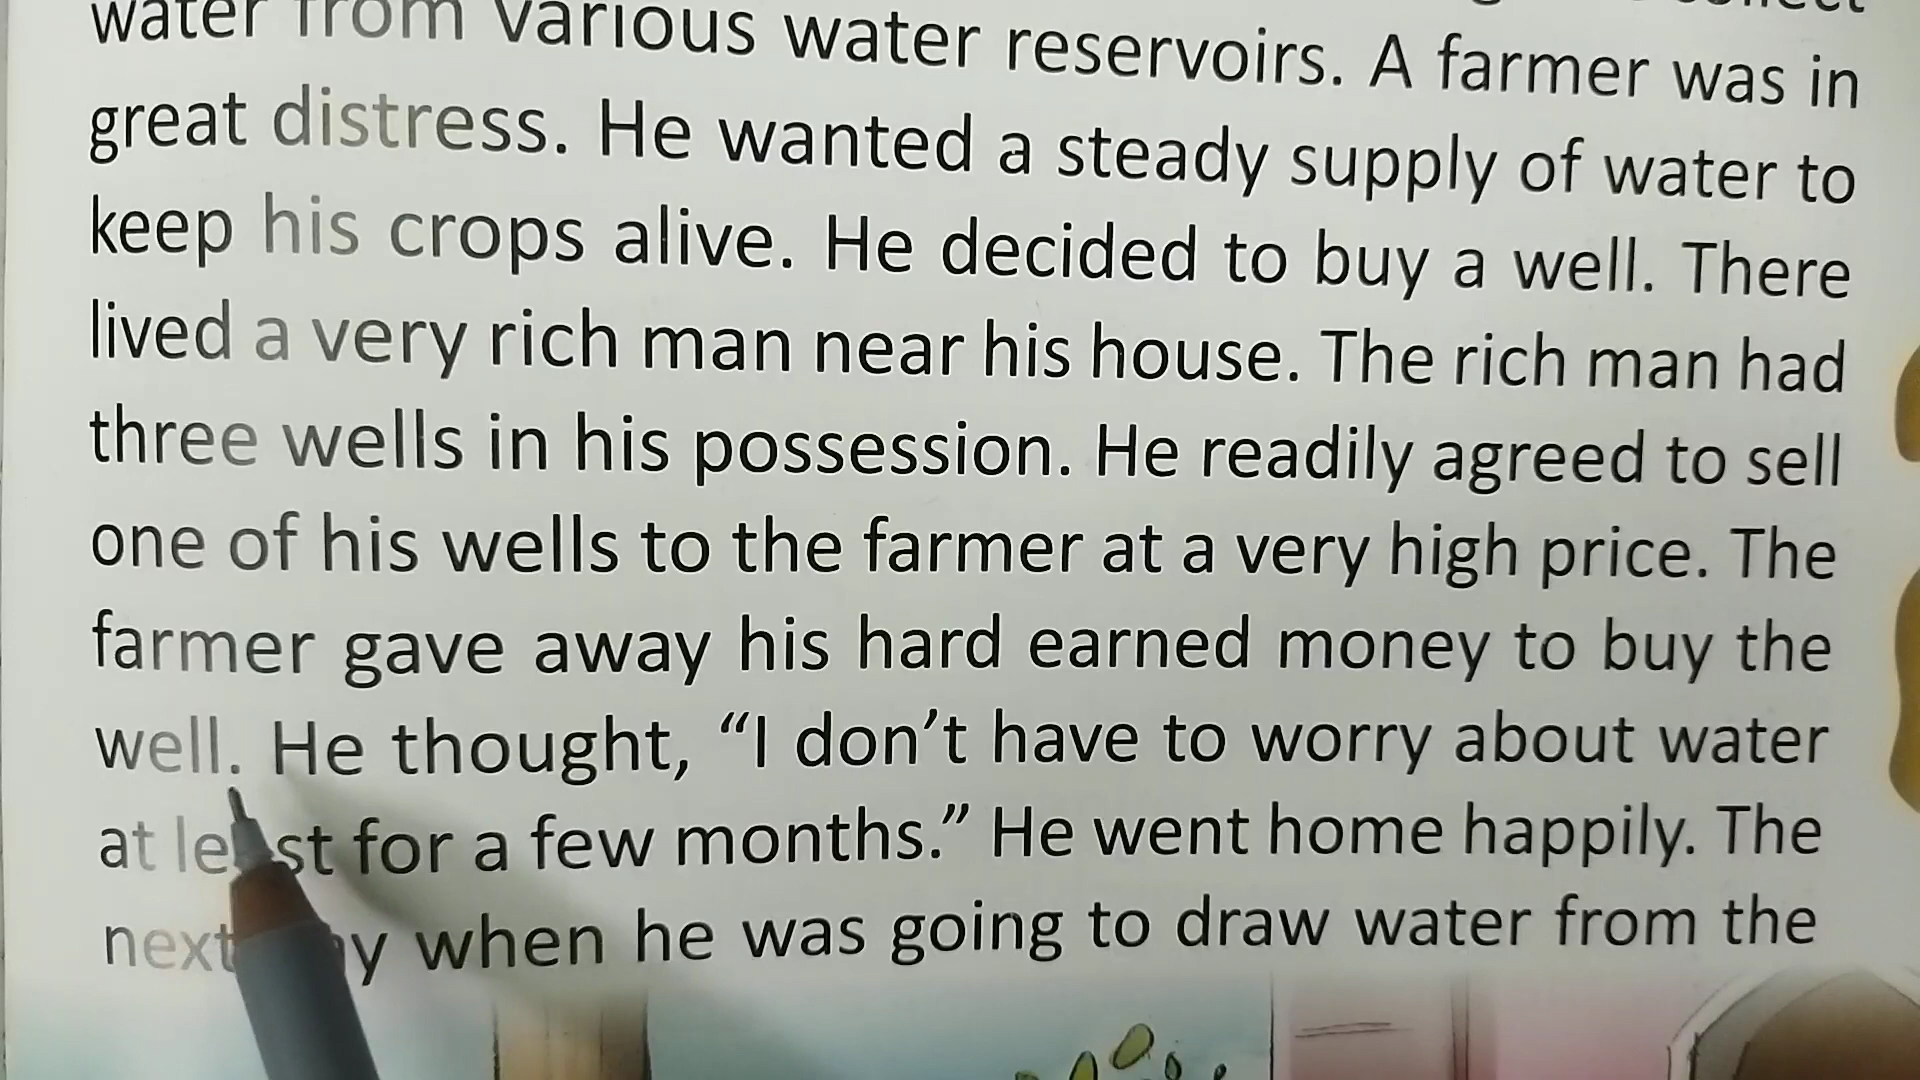 water from various water reservoirs. A farmer was in
great distress. He wanted a steady supply of water to
keep his crops alive. He decided to buy a well. There
lived a very rich man near his house. The rich man had
three wells in his possession. He readily agreed to sell
one of his wells to the farmer at a very high price. The
farmer gave away his hard earned money to buy the
well. He thought, “I don’t have to worry about water
at least for a few months.” He went home happily. The
next when he was going to draw water from the